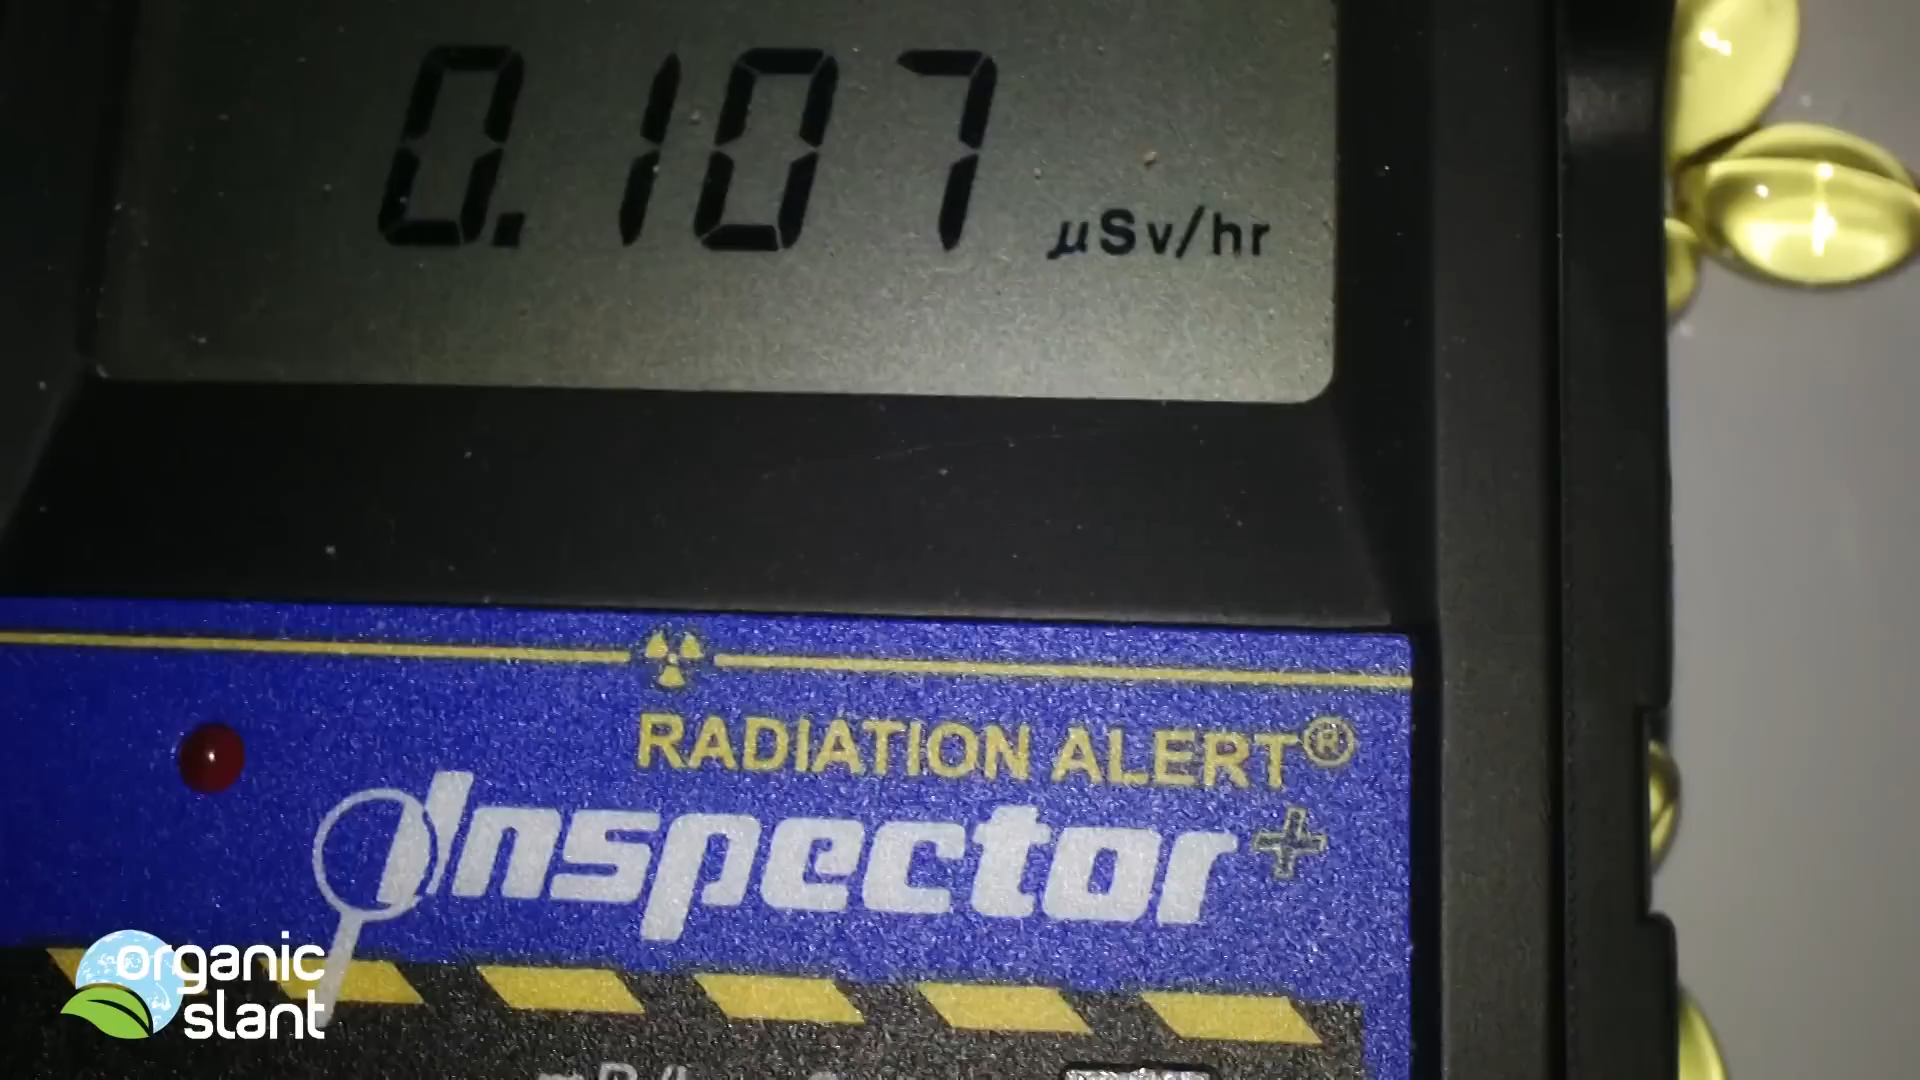 0.107 µSv/hr
RADIATION ALERT®
Inspector+
organic
slant